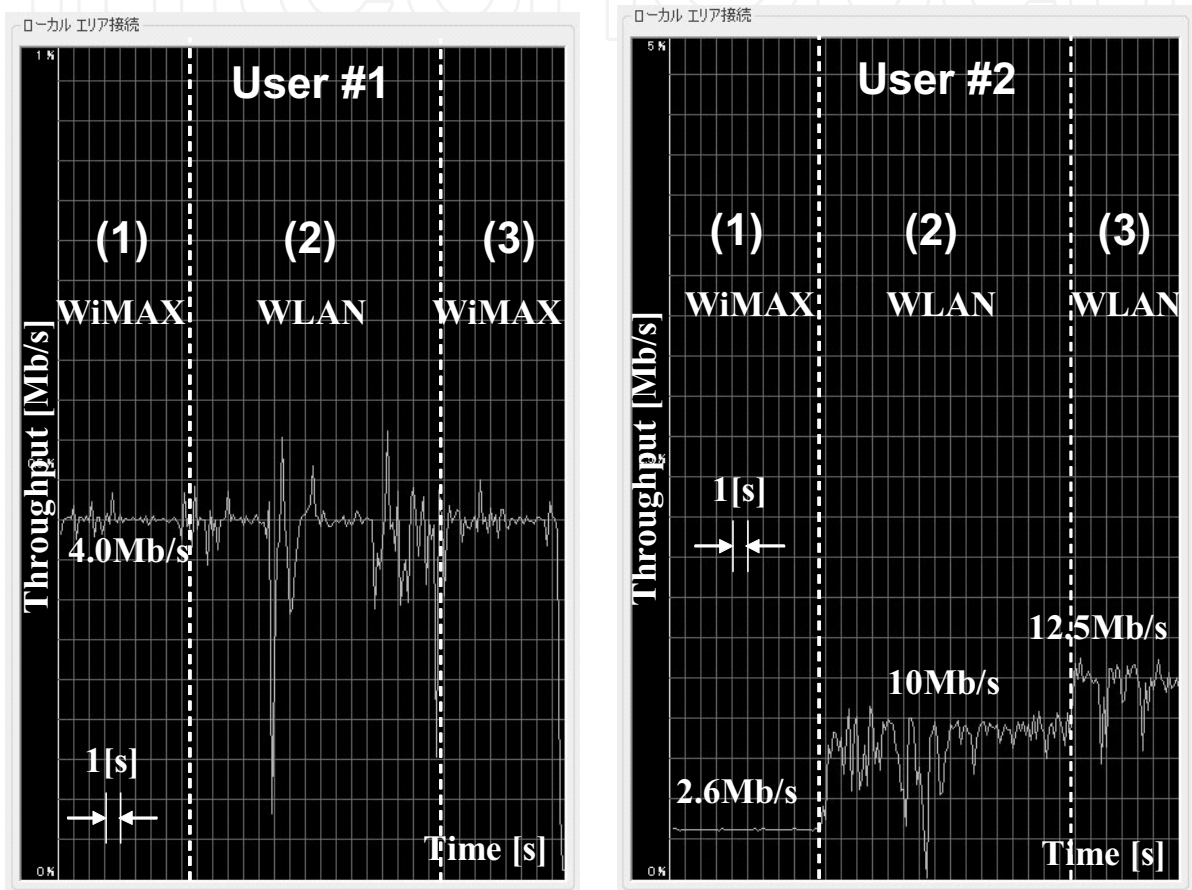 ローカル エリア接続
1 %
User #1
(1)
(2)
(3)
WiMAX
WLAN
WiMAX
Throughput [Mb/s]
4.0Mb/s
1[s]
Time [s]
0 %
ローカル エリア接続
5 %
User #2
(1)
(2)
(3)
WiMAX
WLAN
WLAN
Throughput [Mb/s]
1[s]
12.5Mb/s
10Mb/s
2.6Mb/s
Time [s]
0 %